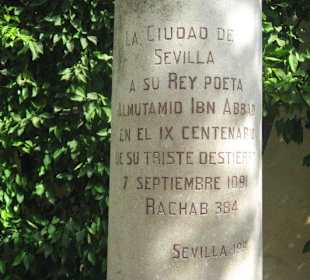 LA CIUDAD DE
SEVILLA
A SU REY POETA
ALMUTAMID IBN ABBAD
EN EL IX CENTENARIO
DE SU TRISTE DESTIERRO
7 SEPTIEMBRE 1091
RACHAB 384
SEVILLA